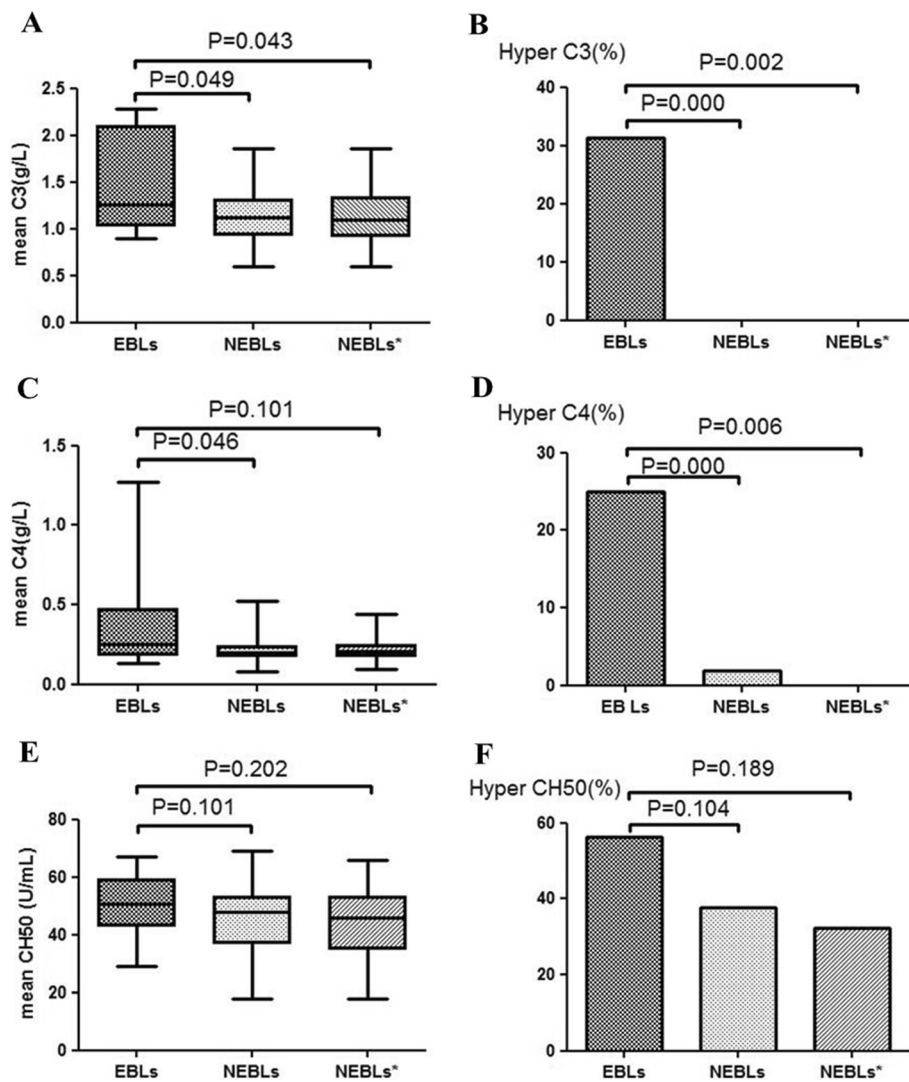 A
P=0.043
P=0.049
mean C3(g/L)
2.5
2.0
1.5
1.0
0.5
0.0
EBLs NEBLs NEBLs*
B
Hyper C3(%)
P=0.002
P=0.000
40
30
20
10
0
EBLs NEBLs NEBLs*
C
P=0.101
P=0.046
mean C4(g/L)
1.5
1.0
0.5
0.0
EBLs NEBLs NEBLs*
D
Hyper C4(%)
P=0.006
P=0.000
30
20
10
0
EB Ls NEBLs NEBLs*
E
P=0.202
P=0.101
mean CH50 (U/mL)
80
60
40
20
0
EBLs NEBLs NEBLs*
F
P=0.189
Hyper CH50(%)
P=0.104
60
40
20
0
EBLs NEBLs NEBLs*